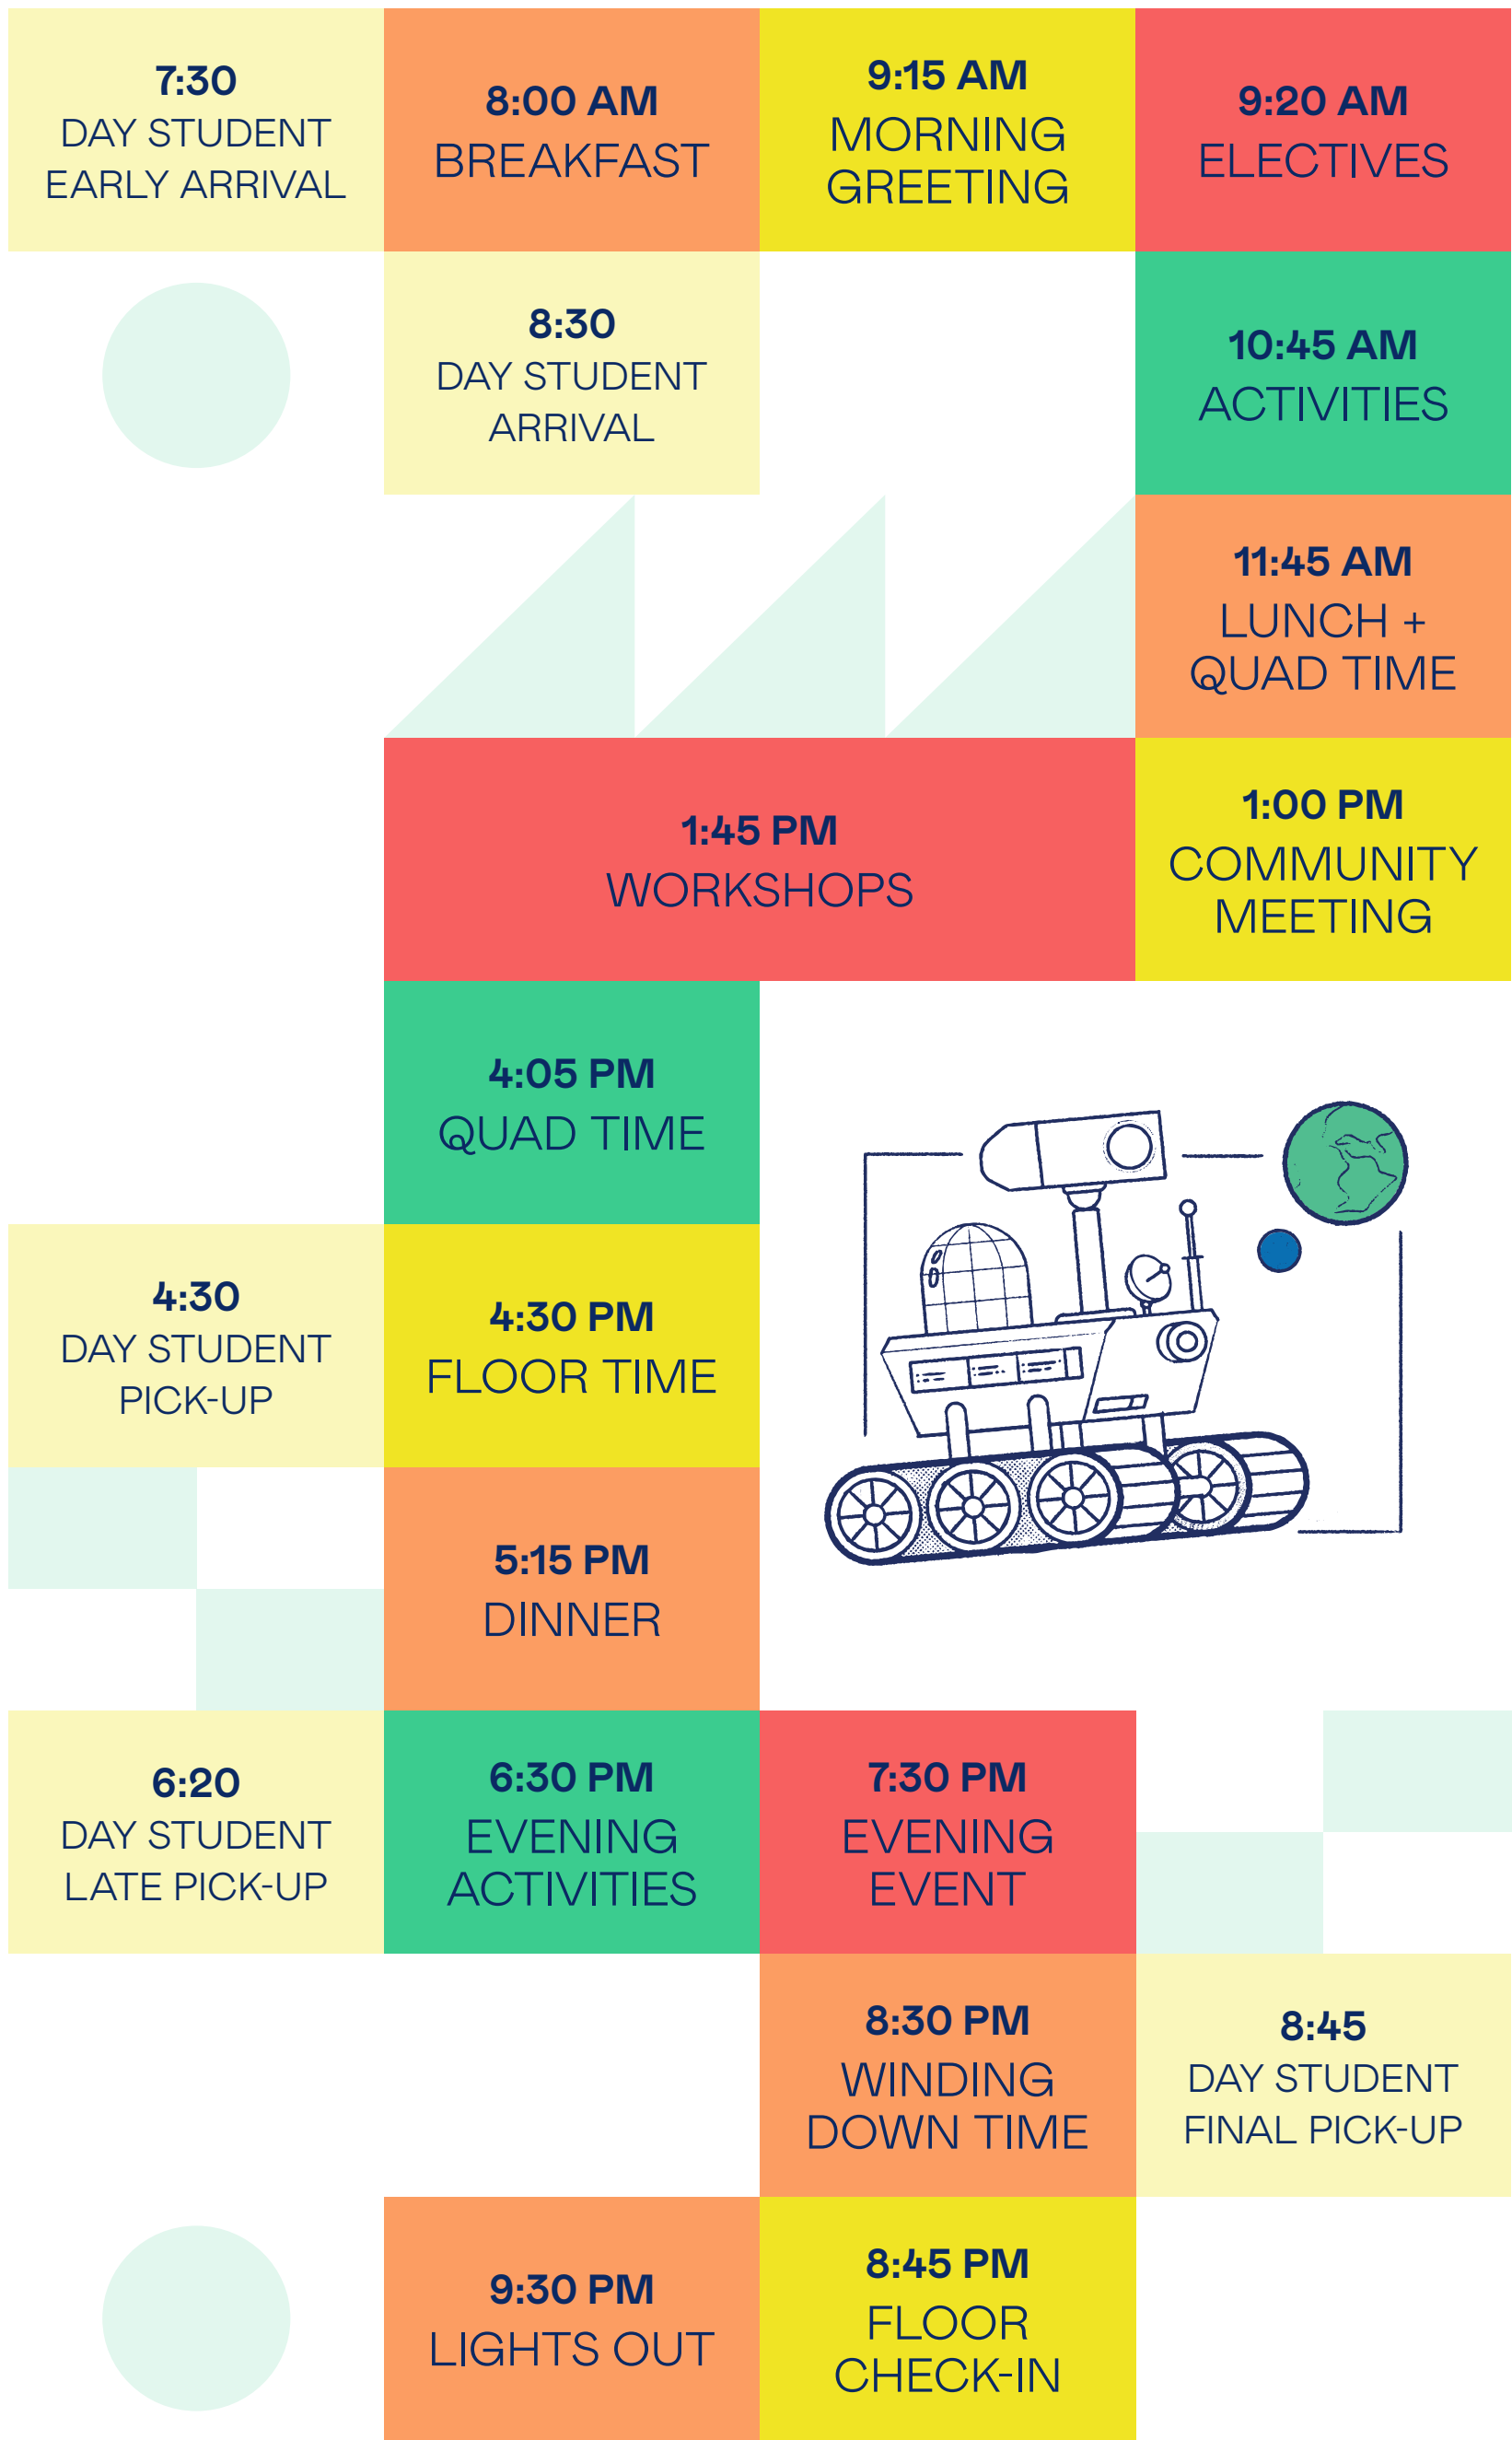 7:30
DAY STUDENT
EARLY ARRIVAL
8:00 AM
BREAKFAST
9:15 AM
MORNING
GREETING
9:20 AM
ELECTIVES
8:30
DAY STUDENT
ARRIVAL
10:45 AM
ACTIVITIES
11:45 AM
LUNCH +
QUAD TIME
1:45 PM
WORKSHOPS
1:00 PM
COMMUNITY
MEETING
4:05 PM
QUAD TIME
4:30
DAY STUDENT
PICK-UP
4:30 PM
FLOOR TIME
5:15 PM
DINNER
6:20
DAY STUDENT
LATE PICK-UP
6:30 PM
EVENING
ACTIVITIES
7:30 PM
EVENING
EVENT
8:30 PM
WINDING
DOWN TIME
8:45
DAY STUDENT
FINAL PICK-UP
9:30 PM
LIGHTS OUT
8:45 PM
FLOOR
CHECK-IN